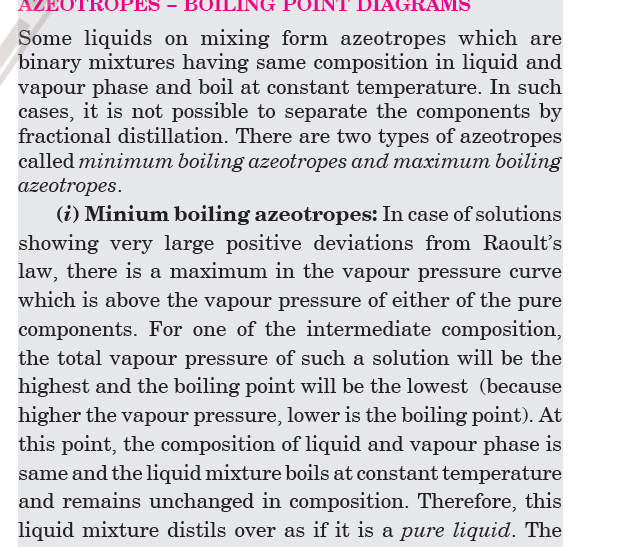 AZEOTROPES – BOILING POINT DIAGRAMS
Some liquids on mixing form azeotropes which are
binary mixtures having same composition in liquid and
vapour phase and boil at constant temperature. In such
cases, it is not possible to separate the components by
fractional distillation. There are two types of azeotropes
called minimum boiling azeotropes and maximum boiling
azeotropes.
(i) Minium boiling azeotropes: In case of solutions
showing very large positive deviations from Raoult's
law, there is a maximum in the vapour pressure curve
which is above the vapour pressure of either of the pure
components. For one of the intermediate composition,
the total vapour pressure of such a solution will be the
highest and the boiling point will be the lowest (because
higher the vapour pressure, lower is the boiling point). At
this point, the composition of liquid and vapour phase is
same and the liquid mixture boils at constant temperature
and remains unchanged in composition. Therefore, this
liquid mixture distils over as if it is a pure liquid. The